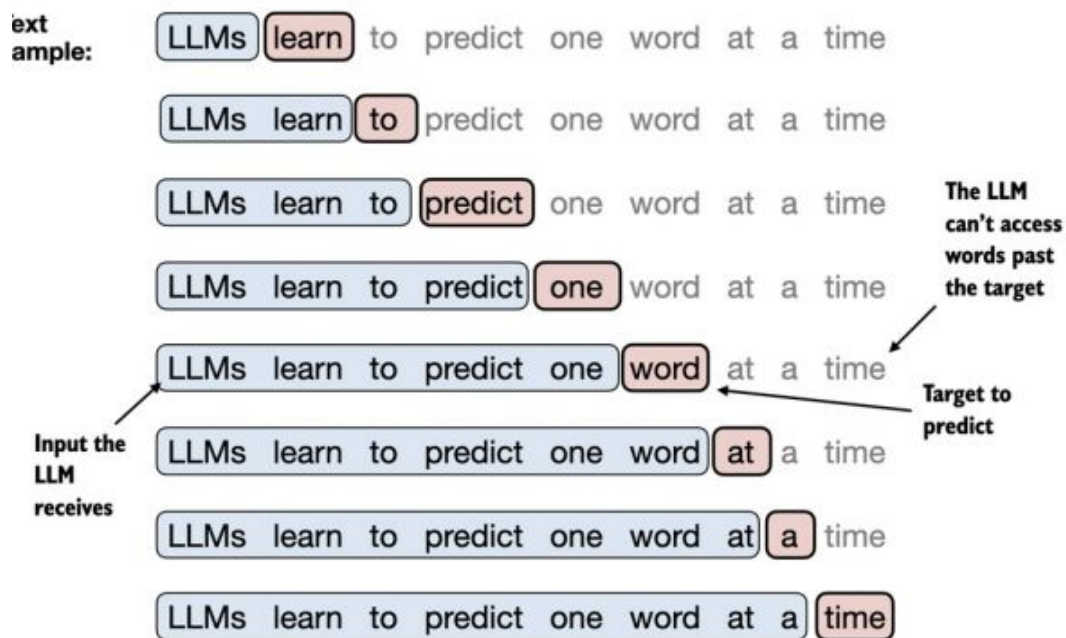 ext LLMs learn to predict one word at a time
ample:
LLMs learn to predict one word at a time
LLMs learn to predict one word at a time
LLMs learn to predict one word at a time
LLMs learn to predict one word at a time
LLMs learn to predict one word at a time
LLMs learn to predict one word at a time
LLMs learn to predict one word at a time
The LLM
can't access
words past
the target
Target to
predict
Input the
LLM
receives